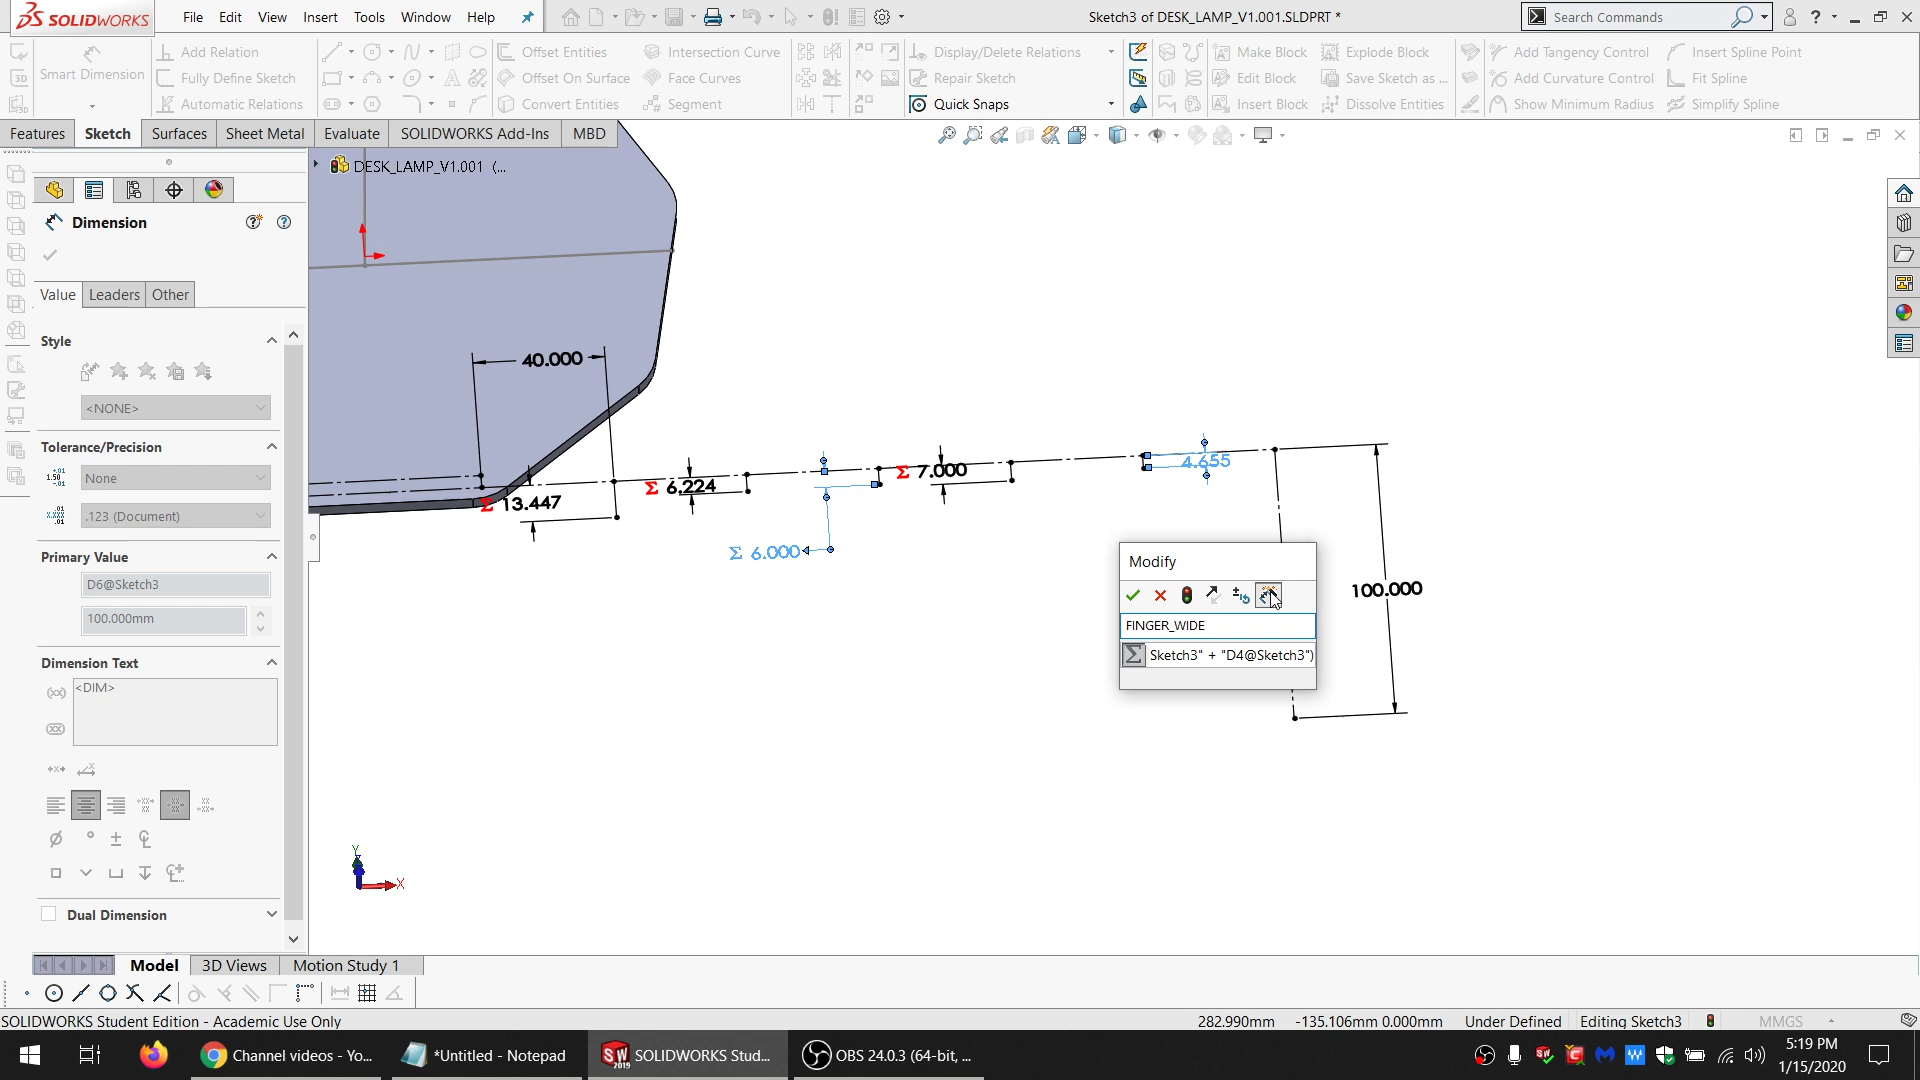 SOLIDWORKS File Edit View Insert Tools Window Help Sketch3 of DESK_LAMP_V1.001.SLDPRT * Search Commands ?
Smart Dimension Add Relation Offset Entities Intersection Curve Display/Delete Relations Make Block Explode Block Add Tangency Control Insert Spline Point
Fully Define Sketch Offset On Surface Face Curves Repair Sketch Edit Block Save Sketch as ... Add Curvature Control Fit Spline
Automatic Relations Convert Entities Segment Quick Snaps Insert Block Dissolve Entities Show Minimum Radius Simplify Spline
Features Sketch Surfaces Sheet Metal Evaluate SOLIDWORKS Add-Ins MBD
DESK_LAMP_V1.001 (...
Dimension
Value Leaders Other
Style
<NONE>
Tolerance/Precision
None
.123 (Document)
Primary Value
D6@Sketch3
100.000mm
Dimension Text
<DIM>
Dual Dimension
40.000
Σ 13.447
Σ 6.224
Σ 6.000
Σ 7.000
4.655
100.000
Modify
FINGER_WIDE
Σ Sketch3" + "D4@Sketch3")
Y
X
Model 3D Views Motion Study 1
SOLIDWORKS Student Edition - Academic Use Only 282.990mm -135.106mm 0.000mm Under Defined Editing Sketch3 MMGS
Channel videos - Yo... *Untitled - Notepad SOLIDWORKS Stud... OBS 24.0.3 (64-bit, ... 5:19 PM
1/15/2020